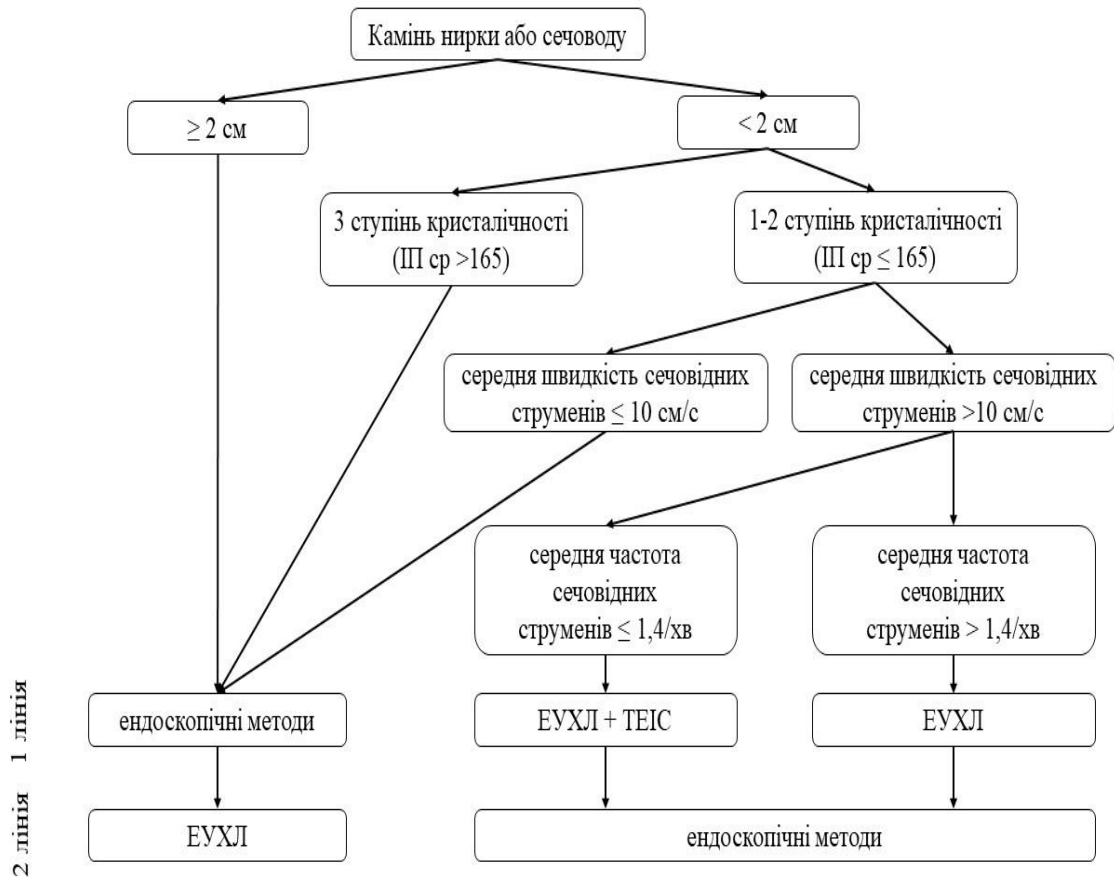 Камінь нирки або сечоводу
≥ 2 см
< 2 см
3 ступінь кристалічності
(ІП ср >165)
1-2 ступінь кристалічності
(ІП ср ≤ 165)
середня швидкість сечовідних
струменів ≤ 10 см/с
середня швидкість сечовідних
струменів >10 см/с
середня частота
сечовідних
струменів ≤ 1,4/хв
середня частота
сечовідних
струменів > 1,4/хв
1 лінія
ендоскопічні методи
ЕУХЛ + ТЕІС
ЕУХЛ
2 лінія
ЕУХЛ
ендоскопічні методи